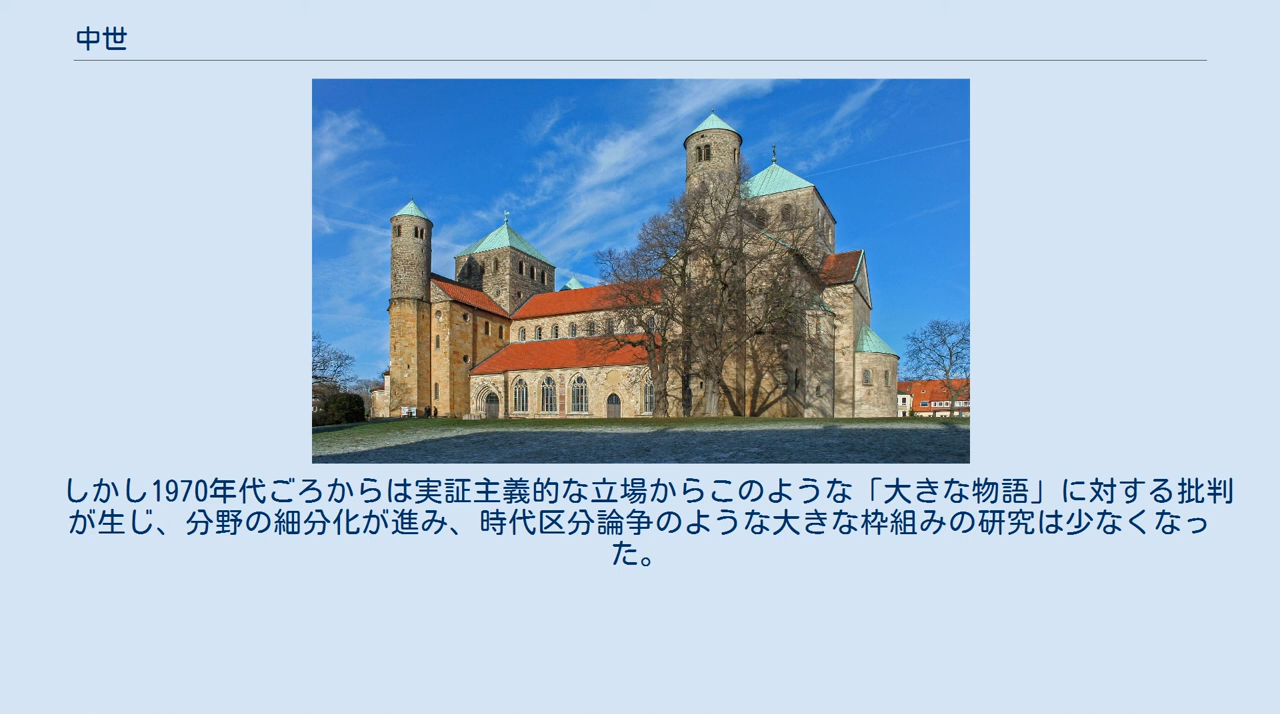 中世
しかし1970年代ごろからは実証主義的な立場からこのような「大きな物語」に対する批判
が生じ、分野の細分化が進み、時代区分論争のような大きな枠組みの研究は少なくなっ
た。